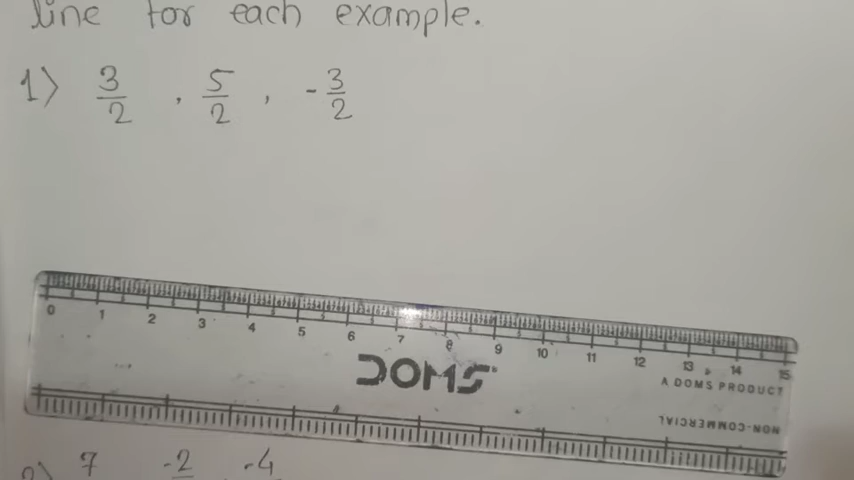 line for each example.
1) 3/2 , 5/2 , -3/2
0 1 2 3 4 5 6 7 8 9 10 11 12 13 14 15
DOMS
A DOMS PRODUCT
NON-COMMERCIAL
7 -2 -4